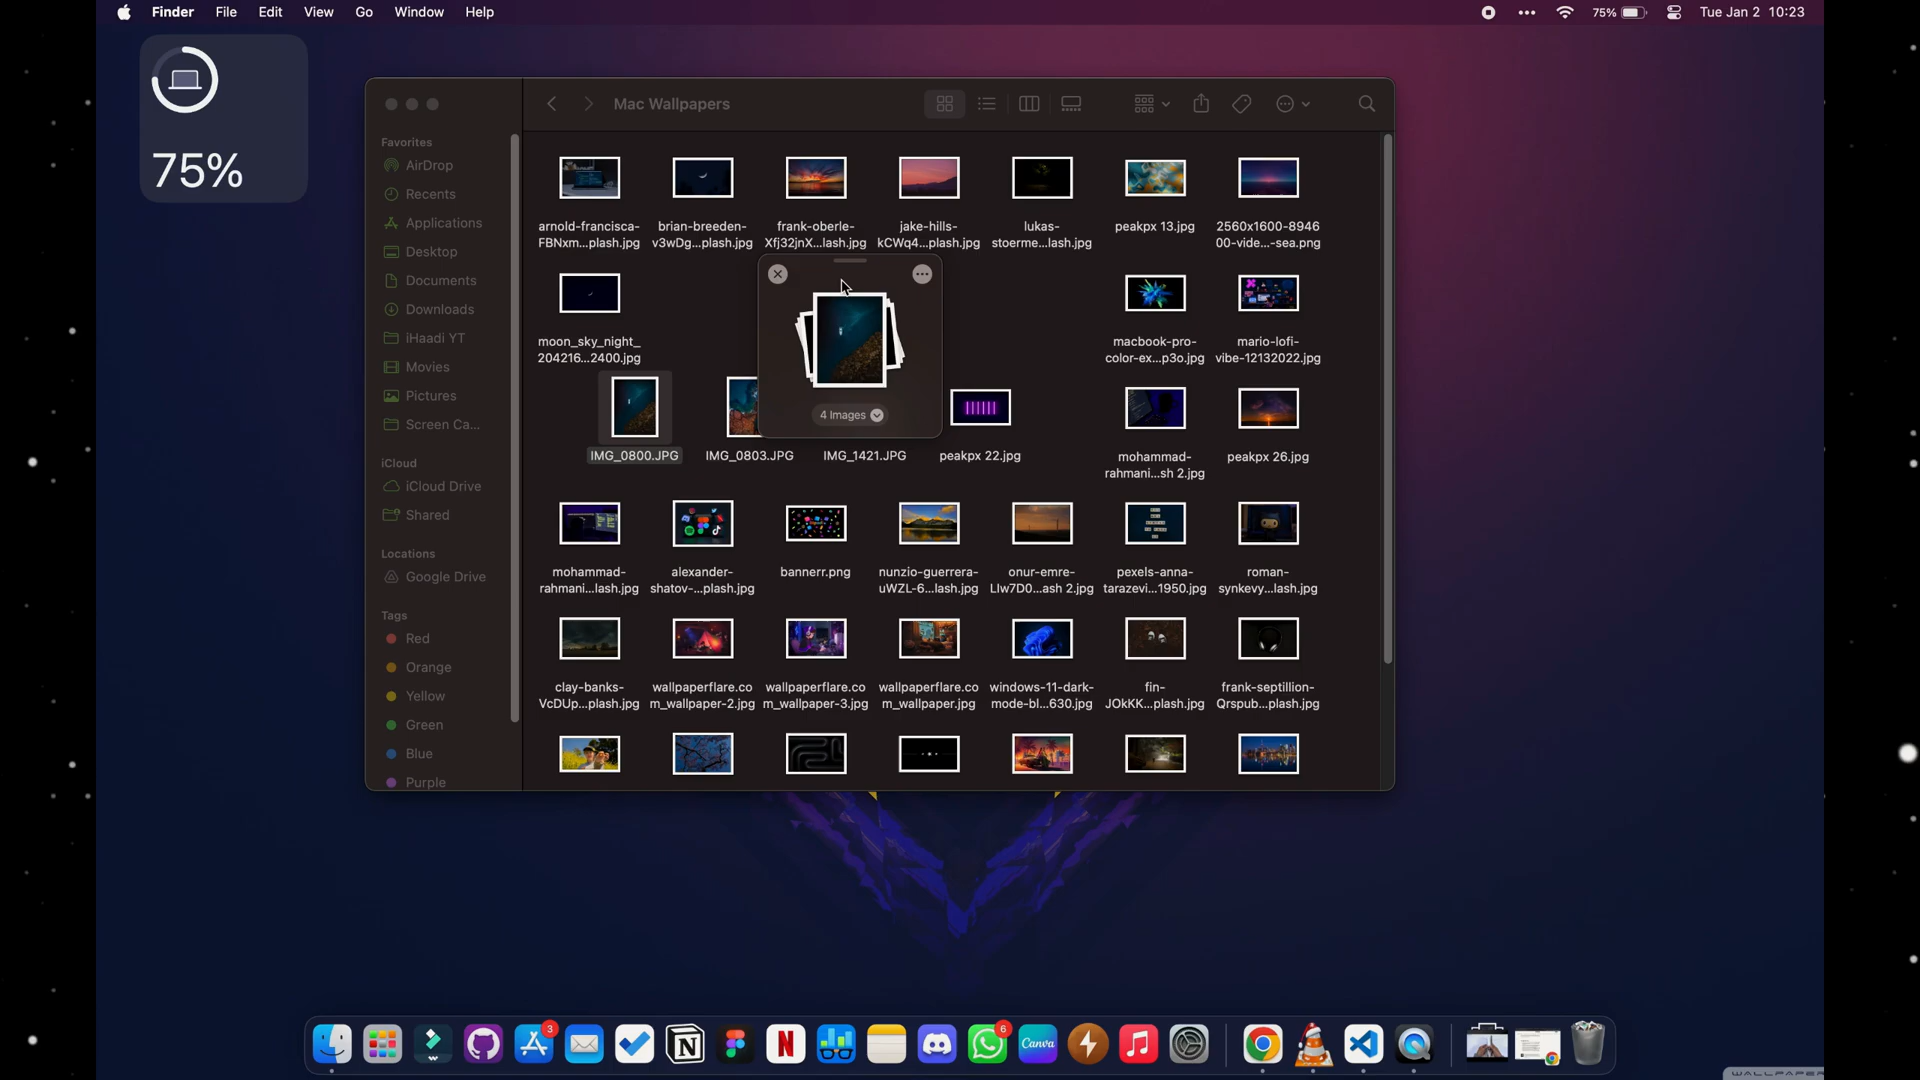 Finder File Edit View Go Window Help
75% Tue Jan 2 10:23
75%
Mac Wallpapers
Favorites
AirDrop
Recents
Applications
Desktop
Documents
Downloads
iHaadi YT
Movies
Pictures
Screen Ca...
iCloud
iCloud Drive
Shared
Locations
Google Drive
Tags
Red
Orange
Yellow
Green
Blue
Purple
arnold-francisca-
FBNxm...plash.jpg
brian-breeden-
v3wDg...plash.jpg
frank-oberle-
Xfj32jnX...lash.jpg
jake-hills-
kCWq4...plash.jpg
lukas-
stoerme...lash.jpg
peakpx 13.jpg
2560x1600-8946
00-vide...-sea.png
moon_sky_night_
204216...2400.jpg
4 Images
macbook-pro-
color-ex...p3o.jpg
mario-lofi-
vibe-12132022.jpg
IMG_0800.JPG
IMG_0803.JPG
IMG_1421.JPG
peakpx 22.jpg
mohammad-
rahmani...sh 2.jpg
peakpx 26.jpg
mohammad-
rahmani...lash.jpg
alexander-
shatov-...plash.jpg
bannerr.png
nunzio-guerrera-
uWZL-6...lash.jpg
onur-emre-
LIw7D0...ash 2.jpg
pexels-anna-
tarazevi...1950.jpg
roman-
synkevy...lash.jpg
clay-banks-
VcDUp...plash.jpg
wallpaperflare.co
m_wallpaper-2.jpg
wallpaperflare.co
m_wallpaper-3.jpg
wallpaperflare.co
m_wallpaper.jpg
windows-11-dark-
mode-bl...630.jpg
fin-
JOkKK...plash.jpg
frank-septillion-
Qrspub...plash.jpg
3
6
Canva